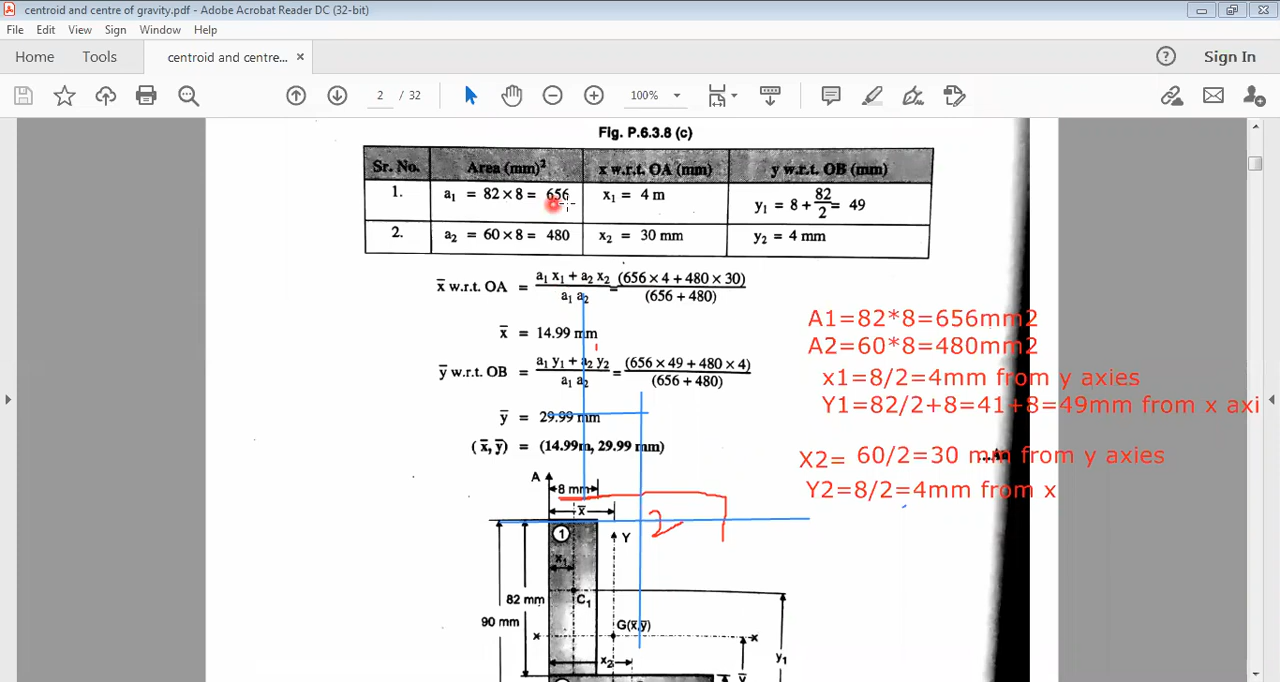 centroid and centre of gravity.pdf - Adobe Acrobat Reader DC (32-bit)
File Edit View Sign Window Help
Home Tools centroid and centre... × Sign In
2 / 32 100%
Fig. P.6.3.8 (c)
Sr. No. Area (mm)² x w.r.t. OA (mm) y w.r.t. OB (mm)
1. a₁ = 82 × 8 = 656 x₁ = 4 m y₁ = 8 + 82/2 = 49
2. a₂ = 60 × 8 = 480 x₂ = 30 mm y₂ = 4 mm
x̄ w.r.t. OA = (a₁ x₁ + a₂ x₂)/(a₁ a₂) = (656 × 4 + 480 × 30)/(656 + 480)
x̄ = 14.99 mm
ȳ w.r.t. OB = (a₁ y₁ + a₂ y₂)/(a₁ a₂) = (656 × 49 + 480 × 4)/(656 + 480)
ȳ = 29.99 mm
(x̄, ȳ) = (14.99m, 29.99 mm)
A1=82*8=656mm2
A2=60*8=480mm2
x1=8/2=4mm from y axies
Y1=82/2+8=41+8=49mm from x axi
X2= 60/2=30 mm from y axies
Y2=8/2=4mm from x
A
8 mm
x̄
2
1
Y
x₁
82 mm
C₁
90 mm
G(x̄,ȳ)
x x
x₂
y₁
ȳ